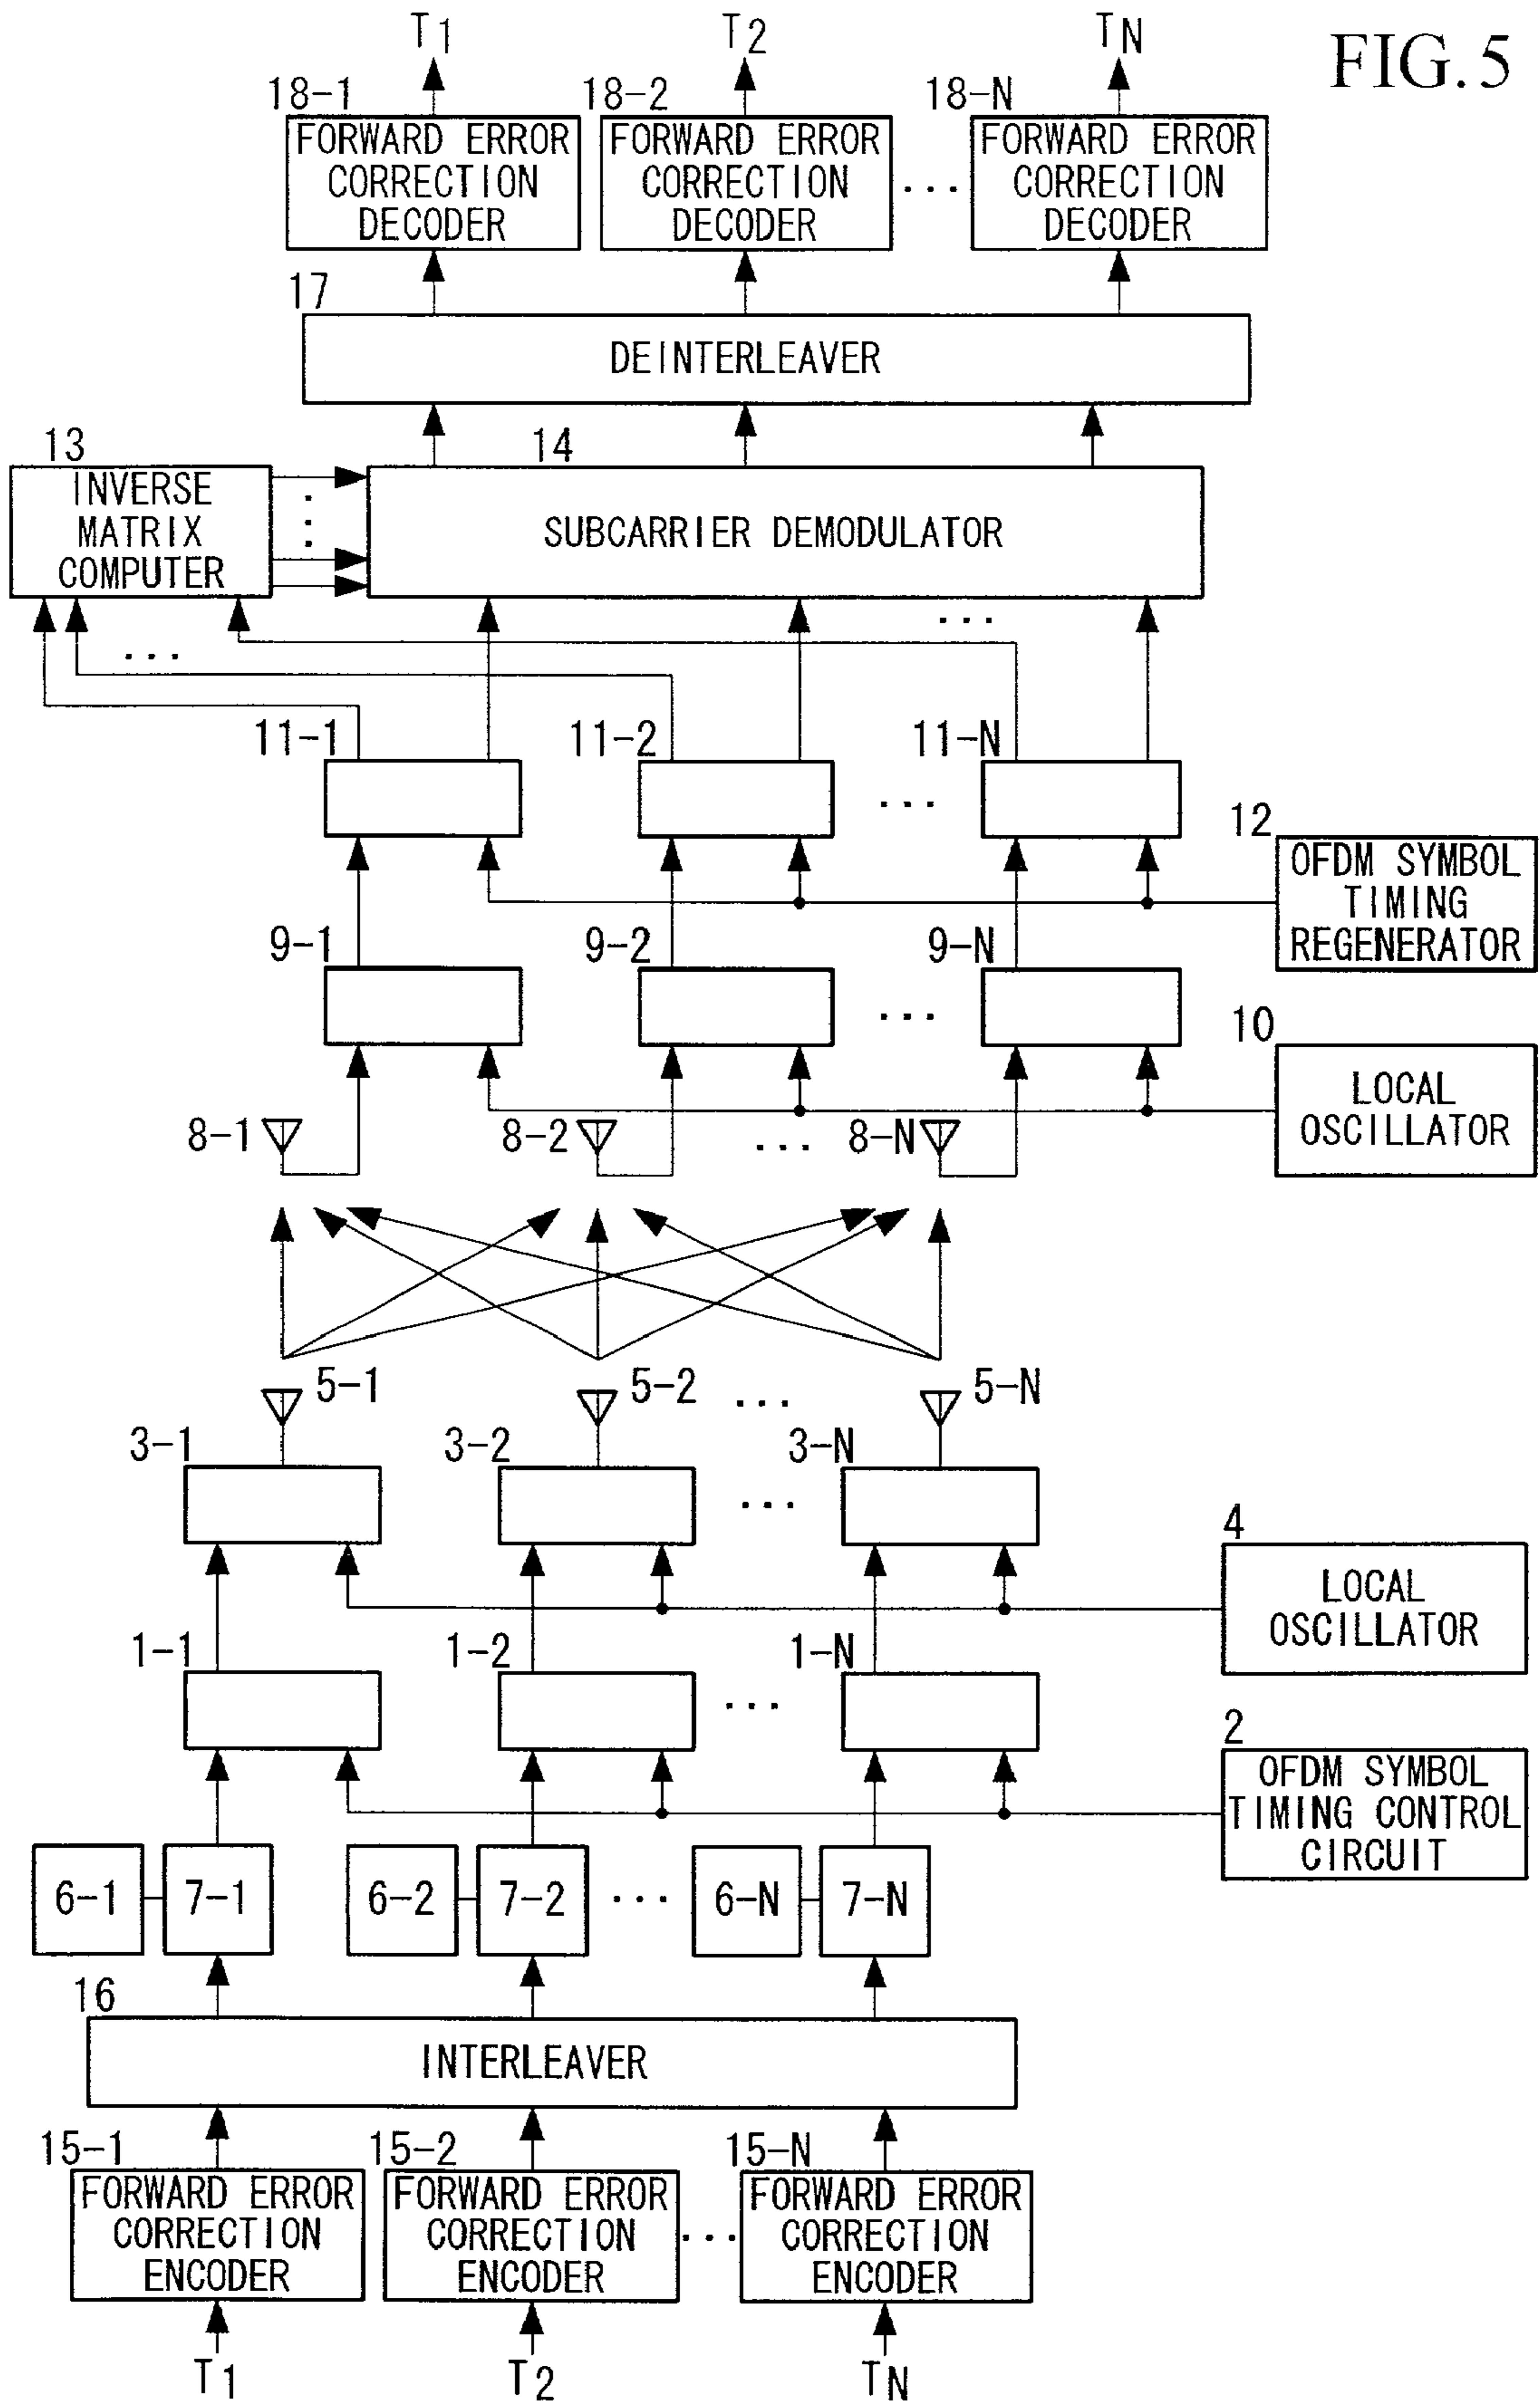 FIG. 5
T1 T2 TN
18-1 18-2 18-N
FORWARD ERROR CORRECTION DECODER
FORWARD ERROR CORRECTION DECODER
...
FORWARD ERROR CORRECTION DECODER
17
DEINTERLEAVER
13 14
INVERSE MATRIX COMPUTER
...
SUBCARRIER DEMODULATOR
...
...
11-1 11-2 11-N
...
12
OFDM SYMBOL TIMING REGENERATOR
9-1 9-2 9-N
...
10
LOCAL OSCILLATOR
8-1 8-2 ... 8-N
5-1 5-2 ... 5-N
3-1 3-2 3-N
...
4
LOCAL OSCILLATOR
1-1 1-2 1-N
...
2
OFDM SYMBOL TIMING CONTROL CIRCUIT
6-1 7-1 6-2 7-2 ... 6-N 7-N
16
INTERLEAVER
15-1 15-2 15-N
FORWARD ERROR CORRECTION ENCODER
FORWARD ERROR CORRECTION ENCODER
...
FORWARD ERROR CORRECTION ENCODER
T1 T2 TN